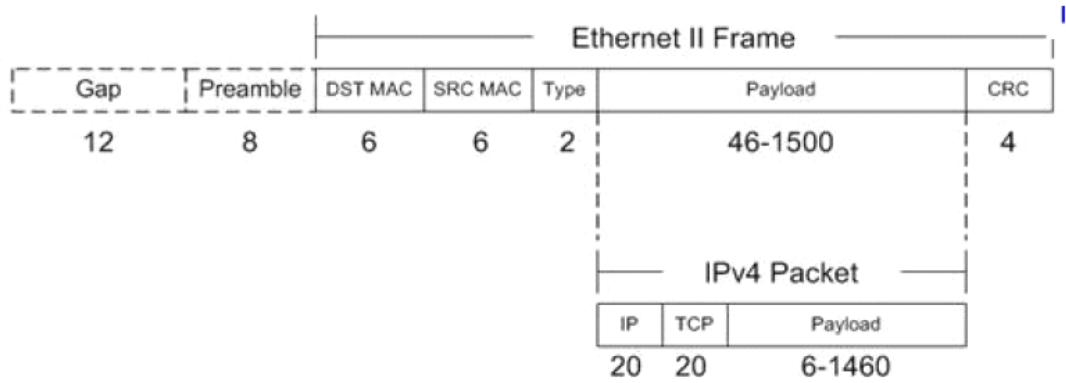 Ethernet II Frame
Gap Preamble DST MAC SRC MAC Type Payload CRC
12 8 6 6 2 46-1500 4
IPv4 Packet
IP TCP Payload
20 20 6-1460